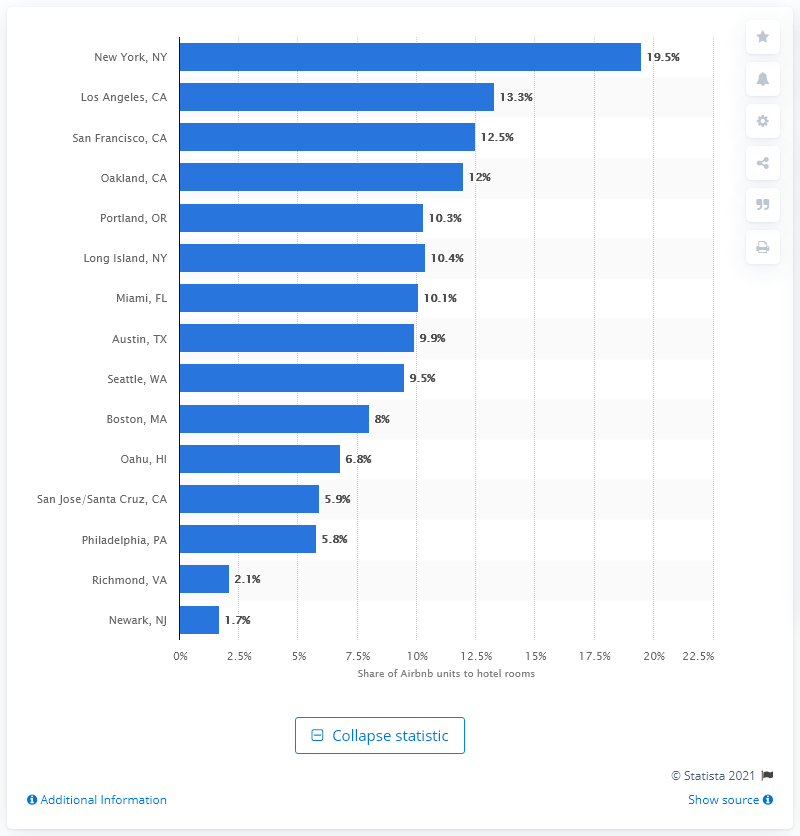 New York, NY 19.5%
Los Angeles, CA 13.3%
San Francisco, CA 12.5%
Oakland, CA 12%
Portland, OR 10.3%
Long Island, NY 10.4%
Miami, FL 10.1%
Austin, TX 9.9%
Seattle, WA 9.5%
Boston, MA 8%
Oahu, HI 6.8%
San Jose/Santa Cruz, CA 5.9%
Philadelphia, PA 5.8%
Richmond, VA 2.1%
Newark, NJ 1.7%
0% 2.5% 5% 7.5% 10% 12.5% 15% 17.5% 20% 22.5%
Share of Airbnb units to hotel rooms
Collapse statistic
© Statista 2021
Additional Information Show source